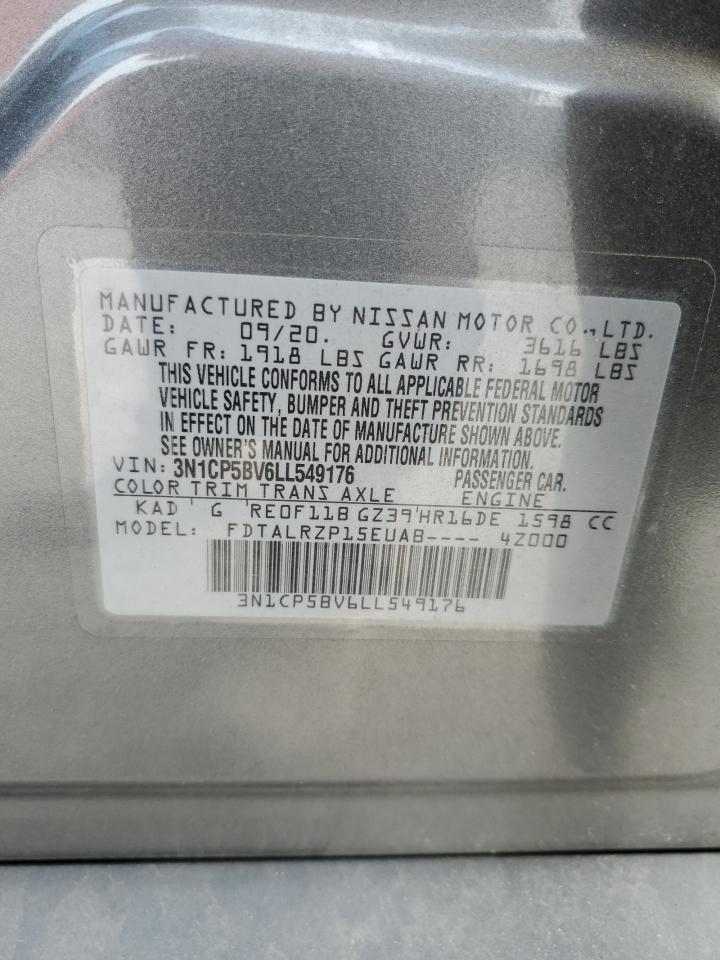 MANUFACTURED BY NISSAN MOTOR CO., LTD.
DATE: 09/20. GVWR: 3616 LBS
GAWR FR: 1918 LBS GAWR RR: 1698 LBS
THIS VEHICLE CONFORMS TO ALL APPLICABLE FEDERAL MOTOR
VEHICLE SAFETY, BUMPER AND THEFT PREVENTION STANDARDS
IN EFFECT ON THE DATE OF MANUFACTURE SHOWN ABOVE.
SEE OWNER'S MANUAL FOR ADDITIONAL INFORMATION.
VIN: 3N1CP5BV6LL549176 PASSENGER CAR.
COLOR TRIM TRANS AXLE ENGINE
KAD G RE0F11B GZ39 HR16DE 1598 CC
MODEL: FDTALRZP15EUAB---- 4Z000
3N1CP5BV6LL549176